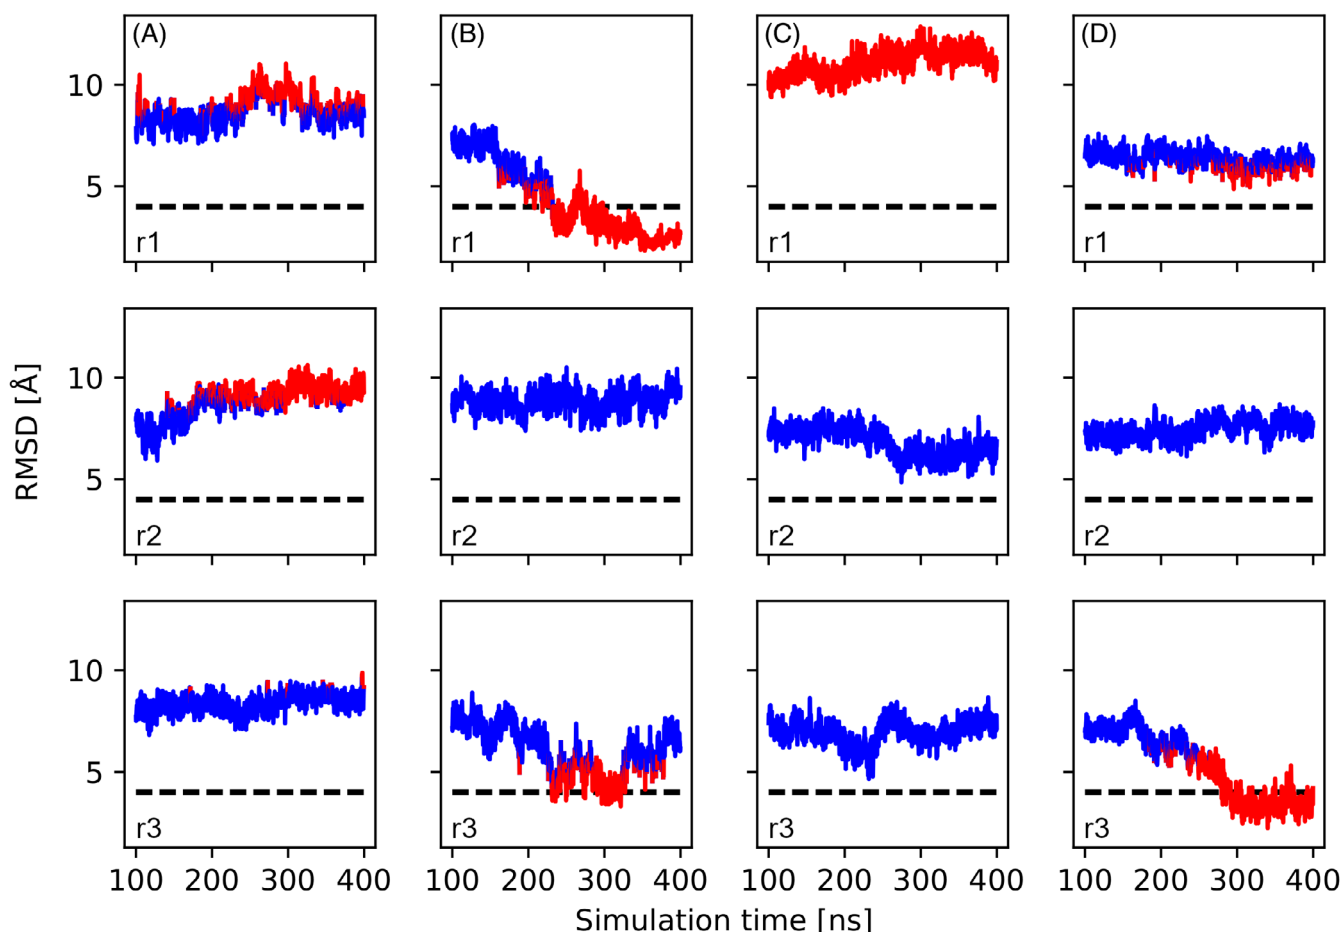 (A) (B) (C) (D)
10
5
r1 r1 r1 r1
10
5
r2 r2 r2 r2
RMSD [Å]
10
5
r3 r3 r3 r3
100 200 300 400 100 200 300 400 100 200 300 400 100 200 300 400
Simulation time [ns]